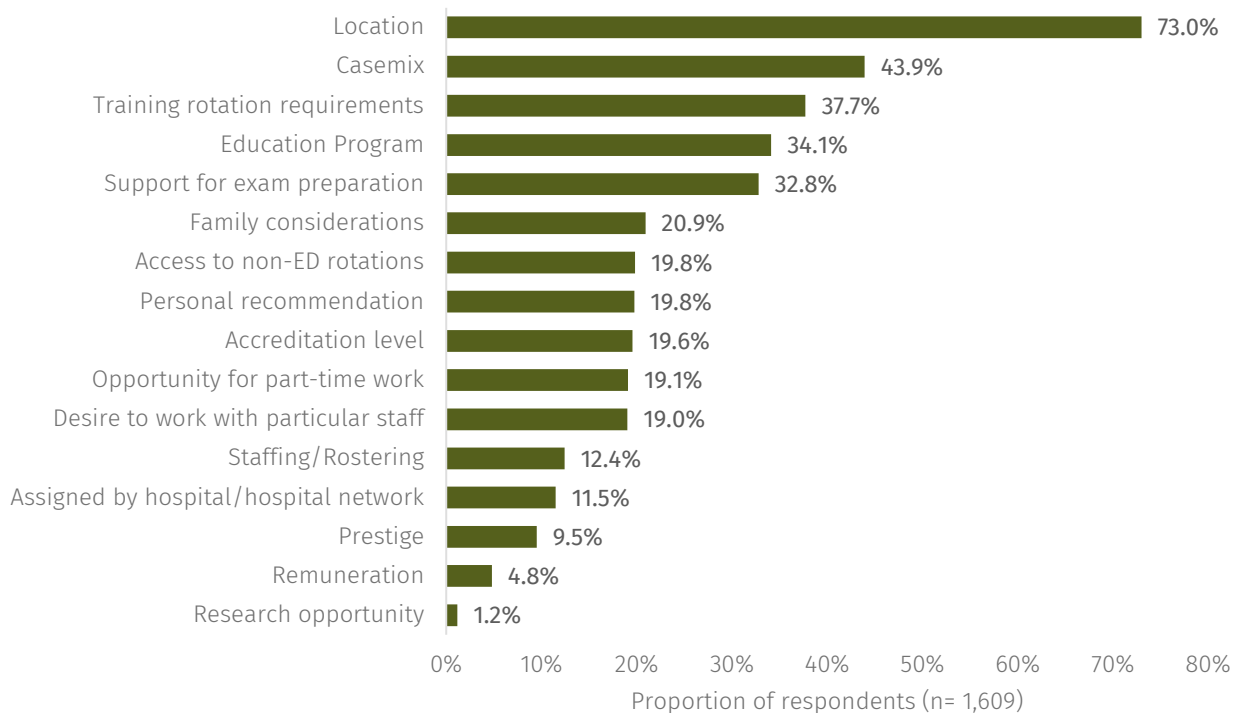 Location 73.0%
Casemix 43.9%
Training rotation requirements 37.7%
Education Program 34.1%
Support for exam preparation 32.8%
Family considerations 20.9%
Access to non-ED rotations 19.8%
Personal recommendation 19.8%
Accreditation level 19.6%
Opportunity for part-time work 19.1%
Desire to work with particular staff 19.0%
Staffing/Rostering 12.4%
Assigned by hospital/hospital network 11.5%
Prestige 9.5%
Remuneration 4.8%
Research opportunity 1.2%
0% 10% 20% 30% 40% 50% 60% 70% 80%
Proportion of respondents (n= 1,609)